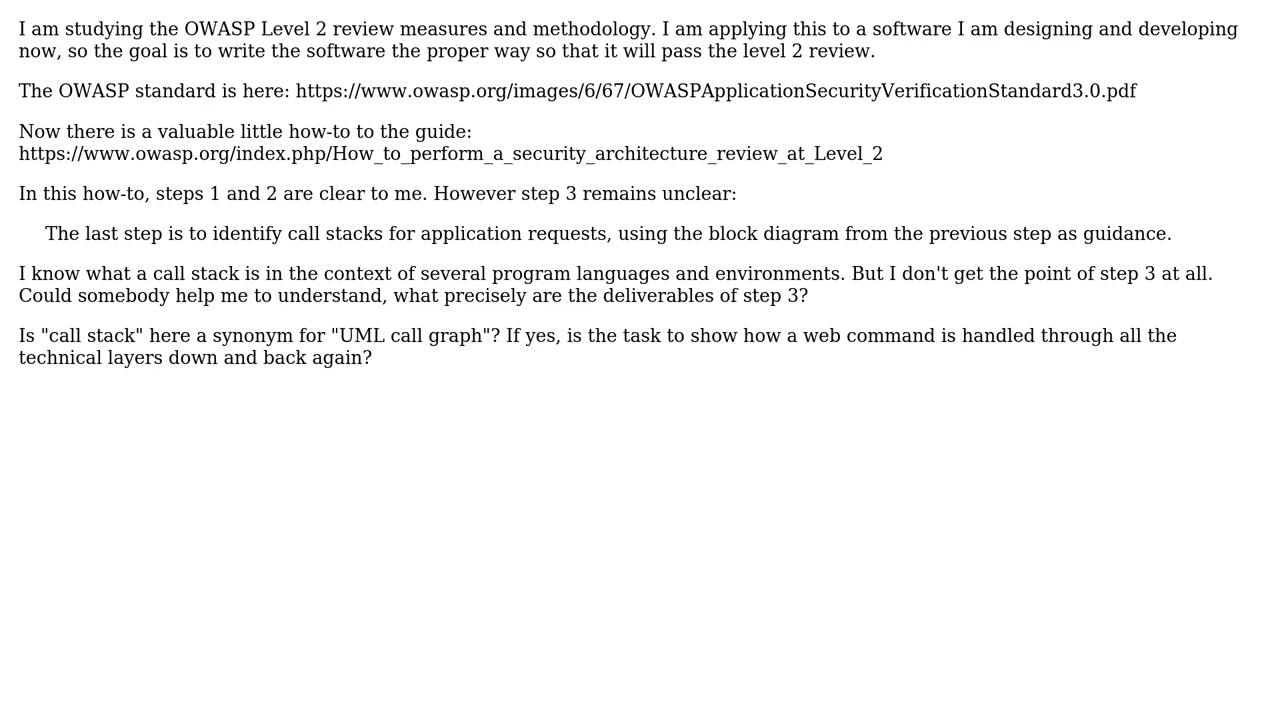 I am studying the OWASP Level 2 review measures and methodology. I am applying this to a software I am designing and developing
now, so the goal is to write the software the proper way so that it will pass the level 2 review.
The OWASP standard is here: https://www.owasp.org/images/6/67/OWASPApplicationSecurityVerificationStandard3.0.pdf
Now there is a valuable little how-to to the guide:
https://www.owasp.org/index.php/How_to_perform_a_security_architecture_review_at_Level_2
In this how-to, steps 1 and 2 are clear to me. However step 3 remains unclear:
The last step is to identify call stacks for application requests, using the block diagram from the previous step as guidance.
I know what a call stack is in the context of several program languages and environments. But I don't get the point of step 3 at all.
Could somebody help me to understand, what precisely are the deliverables of step 3?
Is "call stack" here a synonym for "UML call graph"? If yes, is the task to show how a web command is handled through all the
technical layers down and back again?